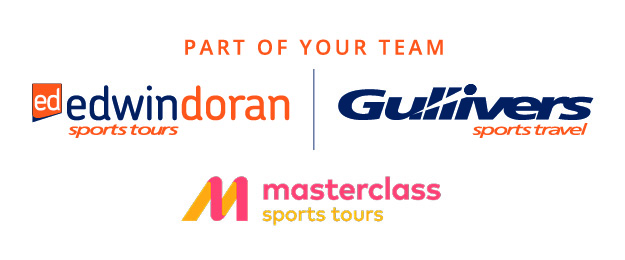 PART OF YOUR TEAM
ed edwindoran
sports tours
Gullivers
sports travel
masterclass
sports tours